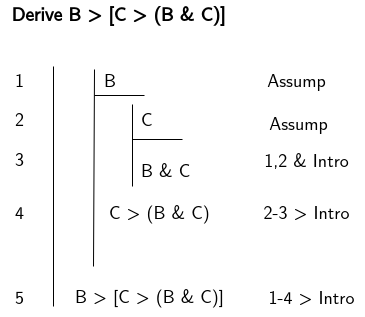 Derive B > [C > (B & C)]
1 B Assump
2 C Assump
3 B & C 1,2 & Intro
4 C > (B & C) 2-3 > Intro
5 B > [C > (B & C)] 1-4 > Intro